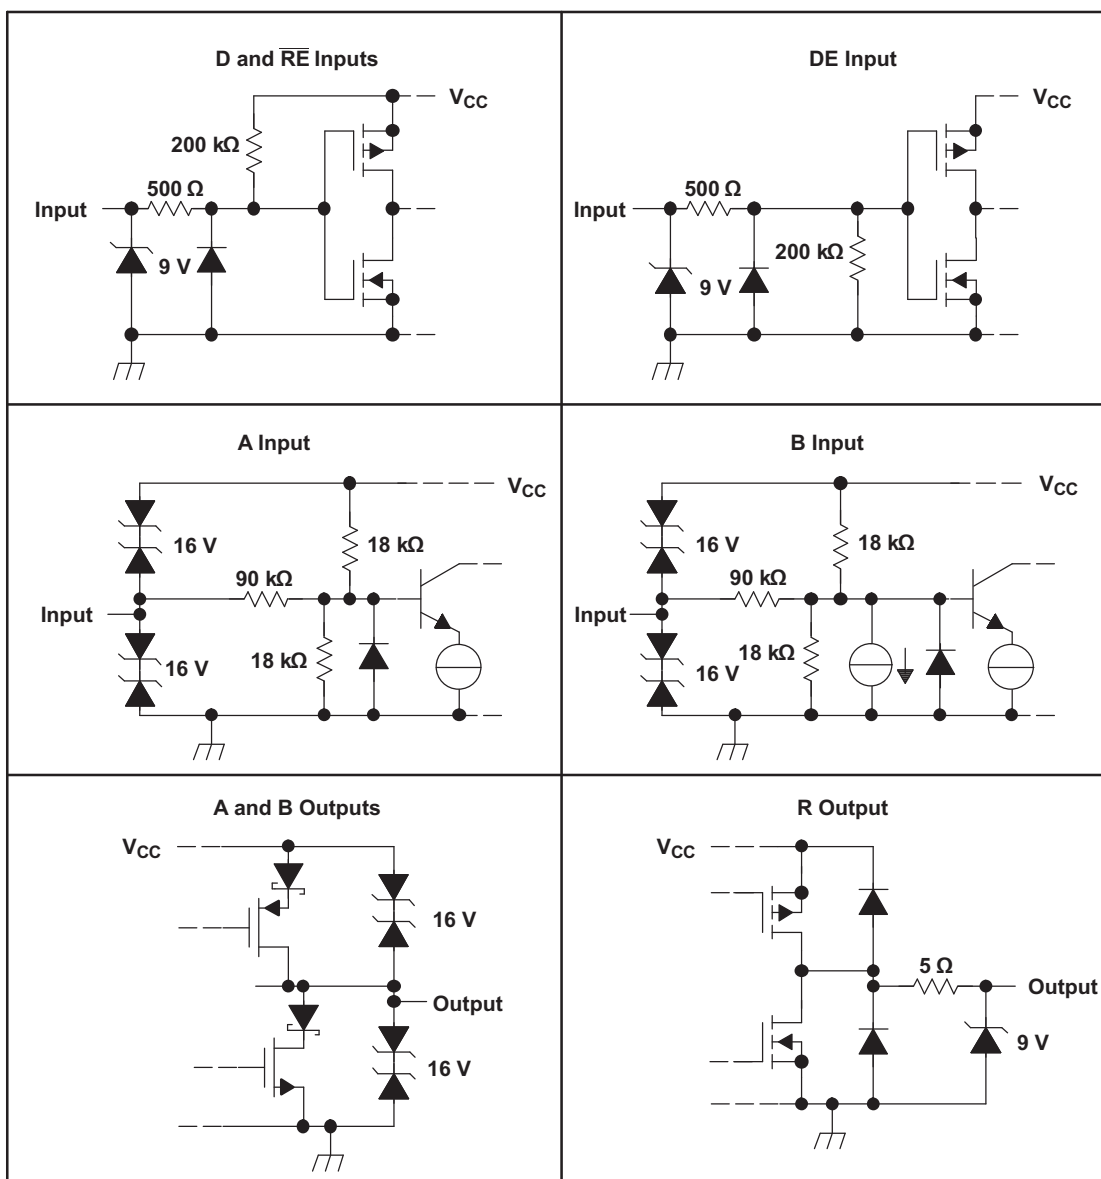 D and R̅E̅ Inputs
V_CC
200 kΩ
500 Ω
Input
9 V
DE Input
V_CC
500 Ω
Input
200 kΩ
9 V
A Input
V_CC
16 V
18 kΩ
90 kΩ
Input
18 kΩ
16 V
B Input
V_CC
16 V
18 kΩ
90 kΩ
Input
18 kΩ
16 V
A and B Outputs
V_CC
16 V
Output
16 V
R Output
V_CC
5 Ω
Output
9 V